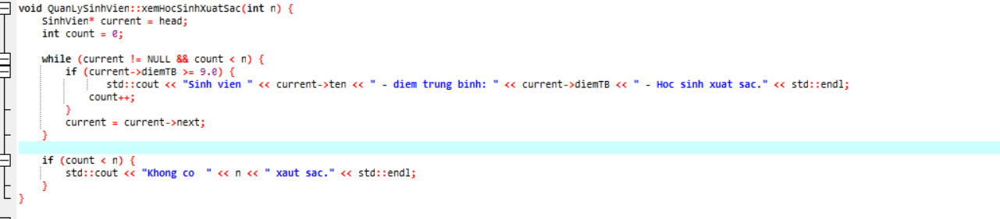 void QuanLySinhVien::xemHocSinhXuatSac(int n) {
    SinhVien* current = head;
    int count = 0;
    while (current != NULL && count < n) {
        if (current->diemTB >= 9.0) {
            std::cout << "Sinh vien " << current->ten << " - diem trung binh: " << current->diemTB << " - Hoc sinh xuat sac." << std::endl;
            count++;
        }
        current = current->next;
    }
    if (count < n) {
        std::cout << "Khong co  " << n << " xaut sac." << std::endl;
    }
}